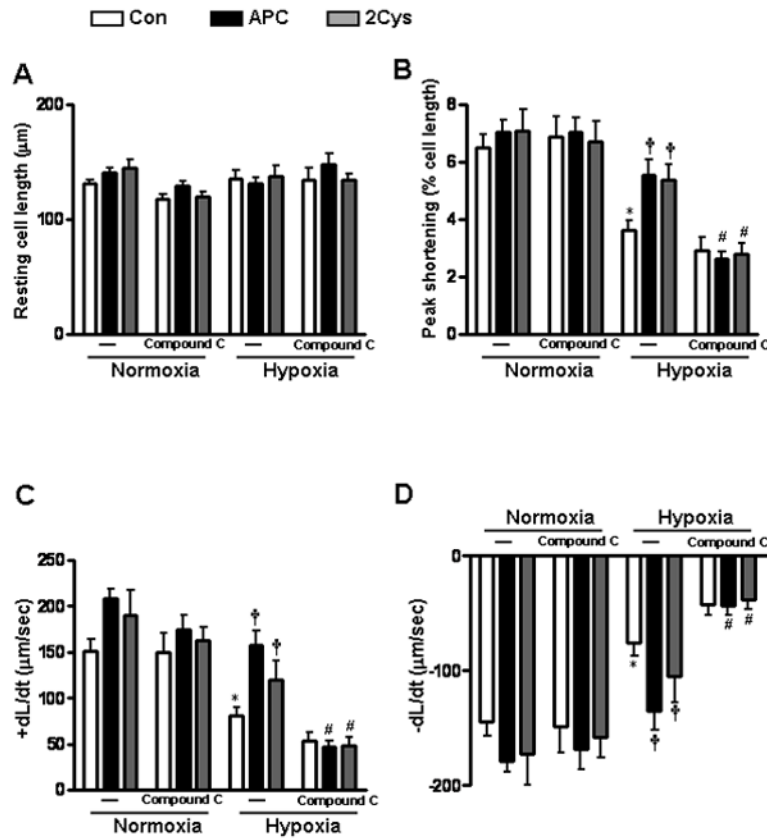 Con APC 2Cys
A
Resting cell length (μm)
200
100
0
— Compound C — Compound C
Normoxia Hypoxia
B
Peak shortening (% cell length)
8
6
4
2
0
* ✢ ✢ # #
— Compound C — Compound C
Normoxia Hypoxia
C
+dL/dt (μm/sec)
250
200
150
100
50
0
* ✢ ✢ # #
— Compound C — Compound C
Normoxia Hypoxia
D
Normoxia Hypoxia
— Compound C — Compound C
-dL/dt (μm/sec)
0
-100
-200
* ✢ ✢ # #